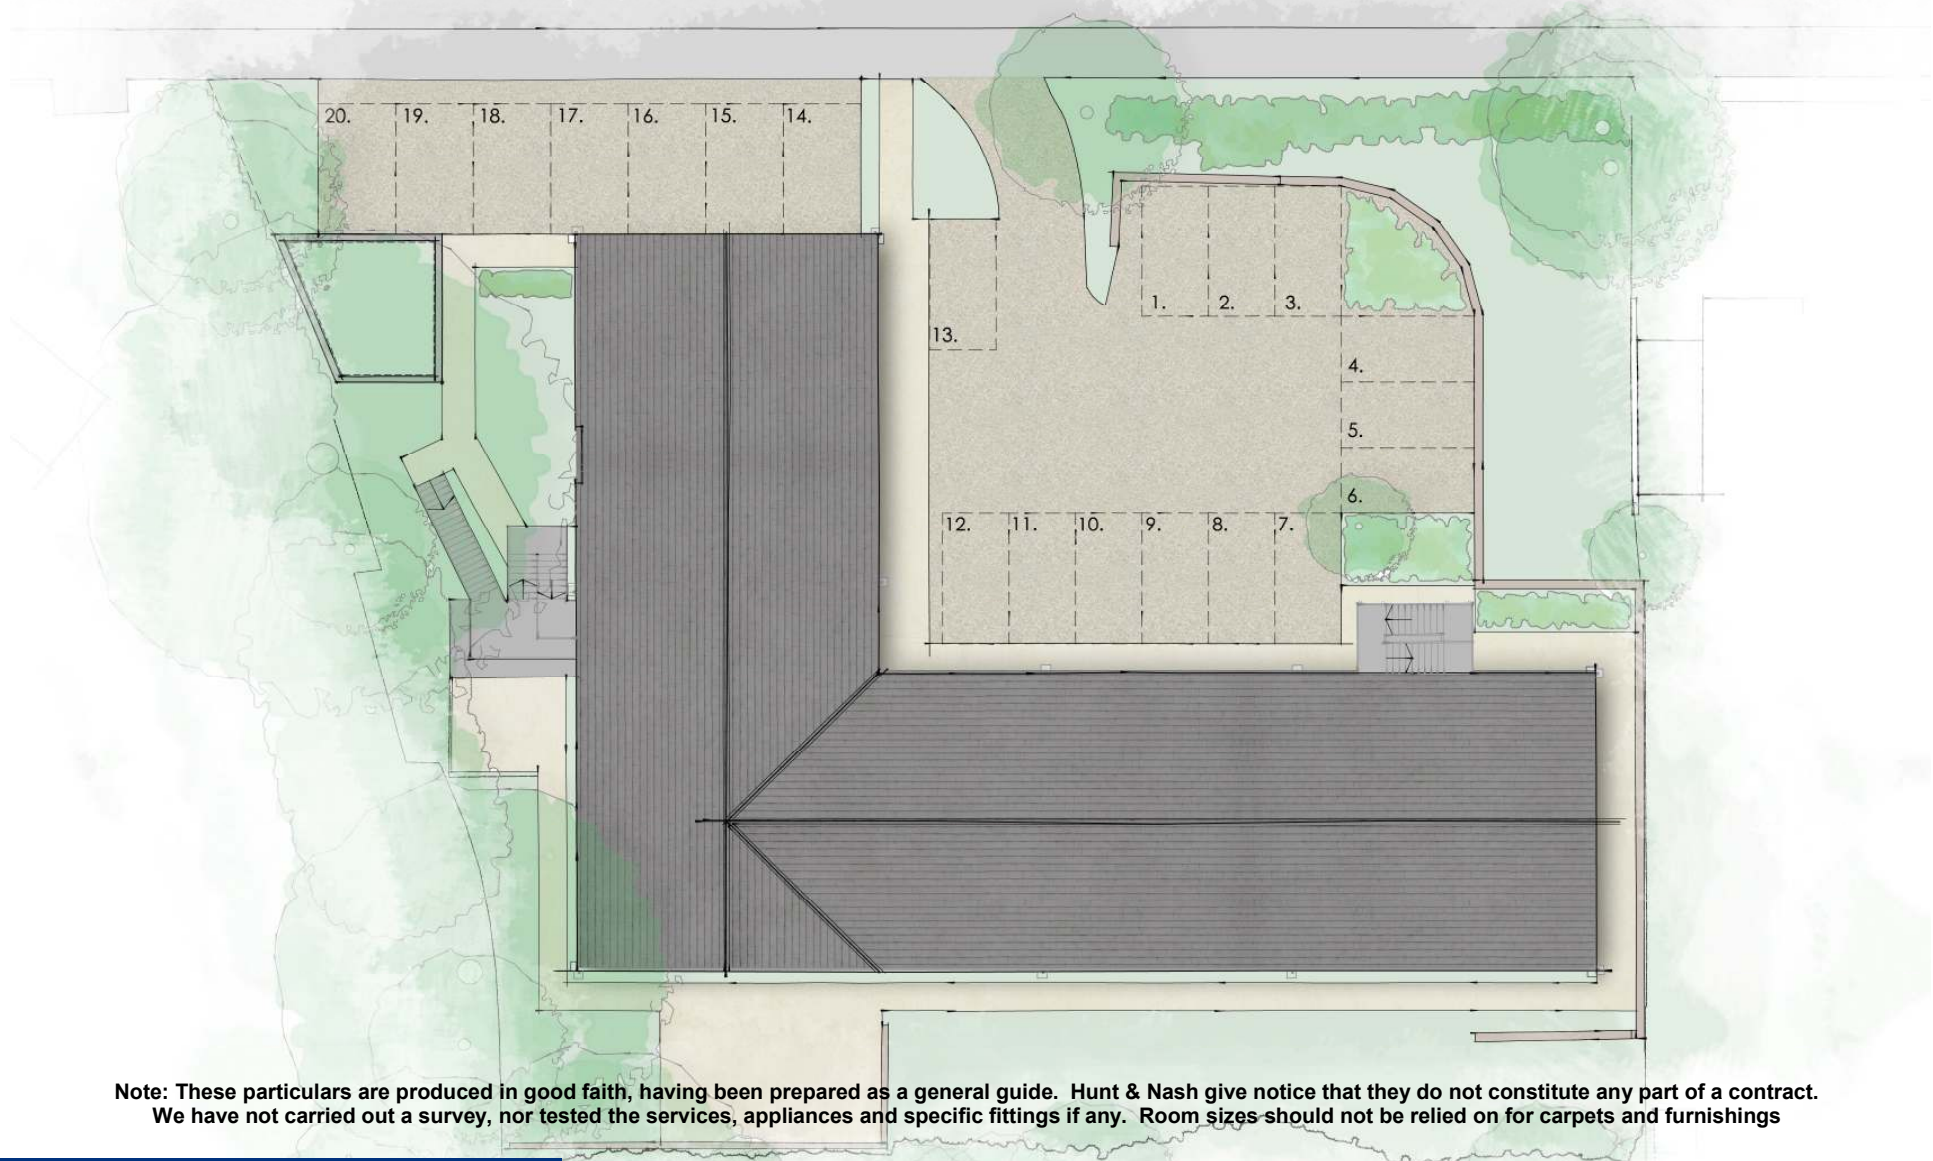 20. 19. 18. 17. 16. 15. 14.
1. 2. 3.
13.
4.
5.
6.
12. 11. 10. 9. 8. 7.
Note: These particulars are produced in good faith, having been prepared as a general guide. Hunt & Nash give notice that they do not constitute any part of a contract.
We have not carried out a survey, nor tested the services, appliances and specific fittings if any. Room sizes should not be relied on for carpets and furnishings